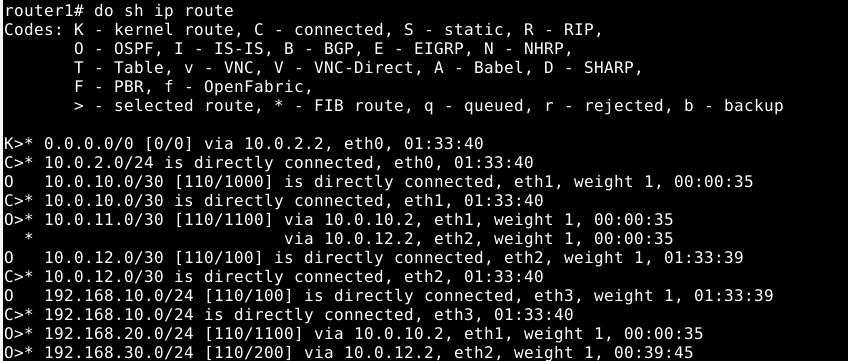 router1# do sh ip route
Codes: K - kernel route, C - connected, S - static, R - RIP,
       O - OSPF, I - IS-IS, B - BGP, E - EIGRP, N - NHRP,
       T - Table, v - VNC, V - VNC-Direct, A - Babel, D - SHARP,
       F - PBR, f - OpenFabric,
       > - selected route, * - FIB route, q - queued, r - rejected, b - backup

K>* 0.0.0.0/0 [0/0] via 10.0.2.2, eth0, 01:33:40
C>* 10.0.2.0/24 is directly connected, eth0, 01:33:40
O   10.0.10.0/30 [110/1000] is directly connected, eth1, weight 1, 00:00:35
C>* 10.0.10.0/30 is directly connected, eth1, 01:33:40
O>* 10.0.11.0/30 [110/1100] via 10.0.10.2, eth1, weight 1, 00:00:35
  *                         via 10.0.12.2, eth2, weight 1, 00:00:35
O   10.0.12.0/30 [110/100] is directly connected, eth2, weight 1, 01:33:39
C>* 10.0.12.0/30 is directly connected, eth2, 01:33:40
O   192.168.10.0/24 [110/100] is directly connected, eth3, weight 1, 01:33:39
C>* 192.168.10.0/24 is directly connected, eth3, 01:33:40
O>* 192.168.20.0/24 [110/1100] via 10.0.10.2, eth1, weight 1, 00:00:35
O>* 192.168.30.0/24 [110/200] via 10.0.12.2, eth2, weight 1, 00:39:45